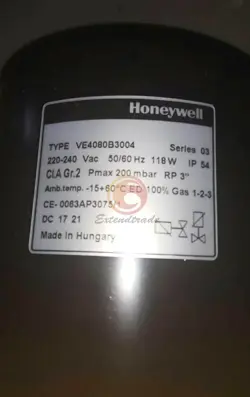 Honeywell
TYPE VE4080B3004 Series 03
220-240 Vac 50/60 Hz 118 W IP 54
Cl.A Gr.2 Pmax 200 mbar RP 3"
Amb.temp. -15+60°C ED 100% Gas 1-2-3
CE- 0063AP3075/1
Extendtrade
DC 17 21
Made in Hungary